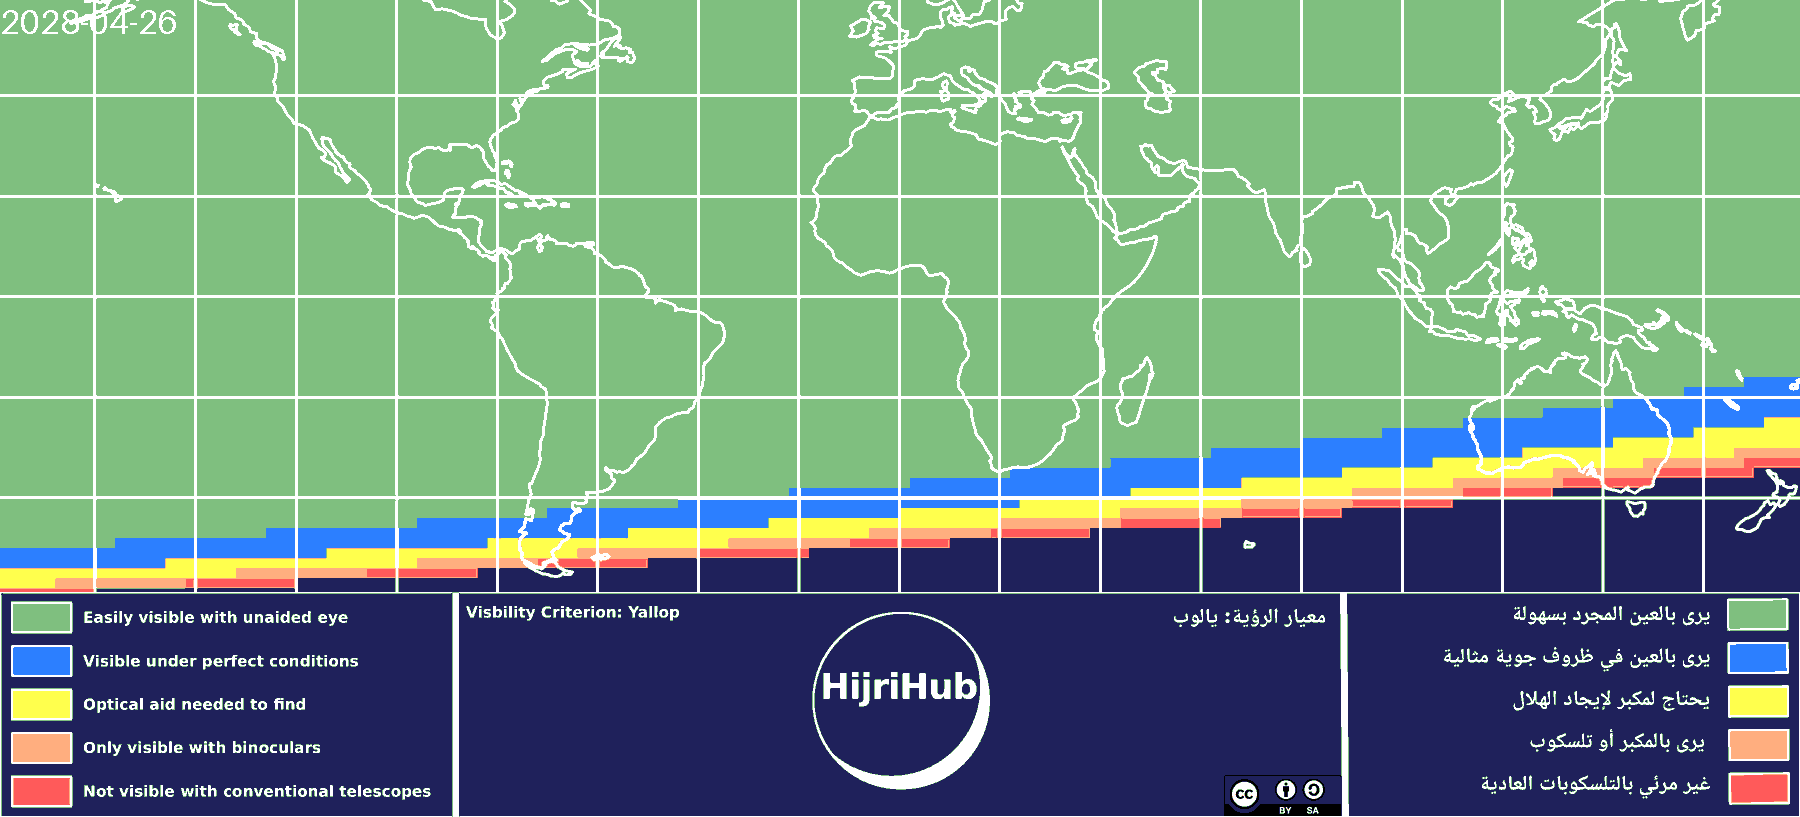 2028-04-26
Easily visible with unaided eye
Visible under perfect conditions
Optical aid needed to find
Only visible with binoculars
Not visible with conventional telescopes
Visbility Criterion: Yallop
معيار الرؤية: يالوب
HijriHub
cc
BY SA
يرى بالعين المجرد بسهولة
يرى بالعين في ظروف جوية مثالية
يحتاج لمكبر لإيجاد الهلال
يرى بالمكبر أو تلسكوب
غير مرئي بالتلسكوبات العادية